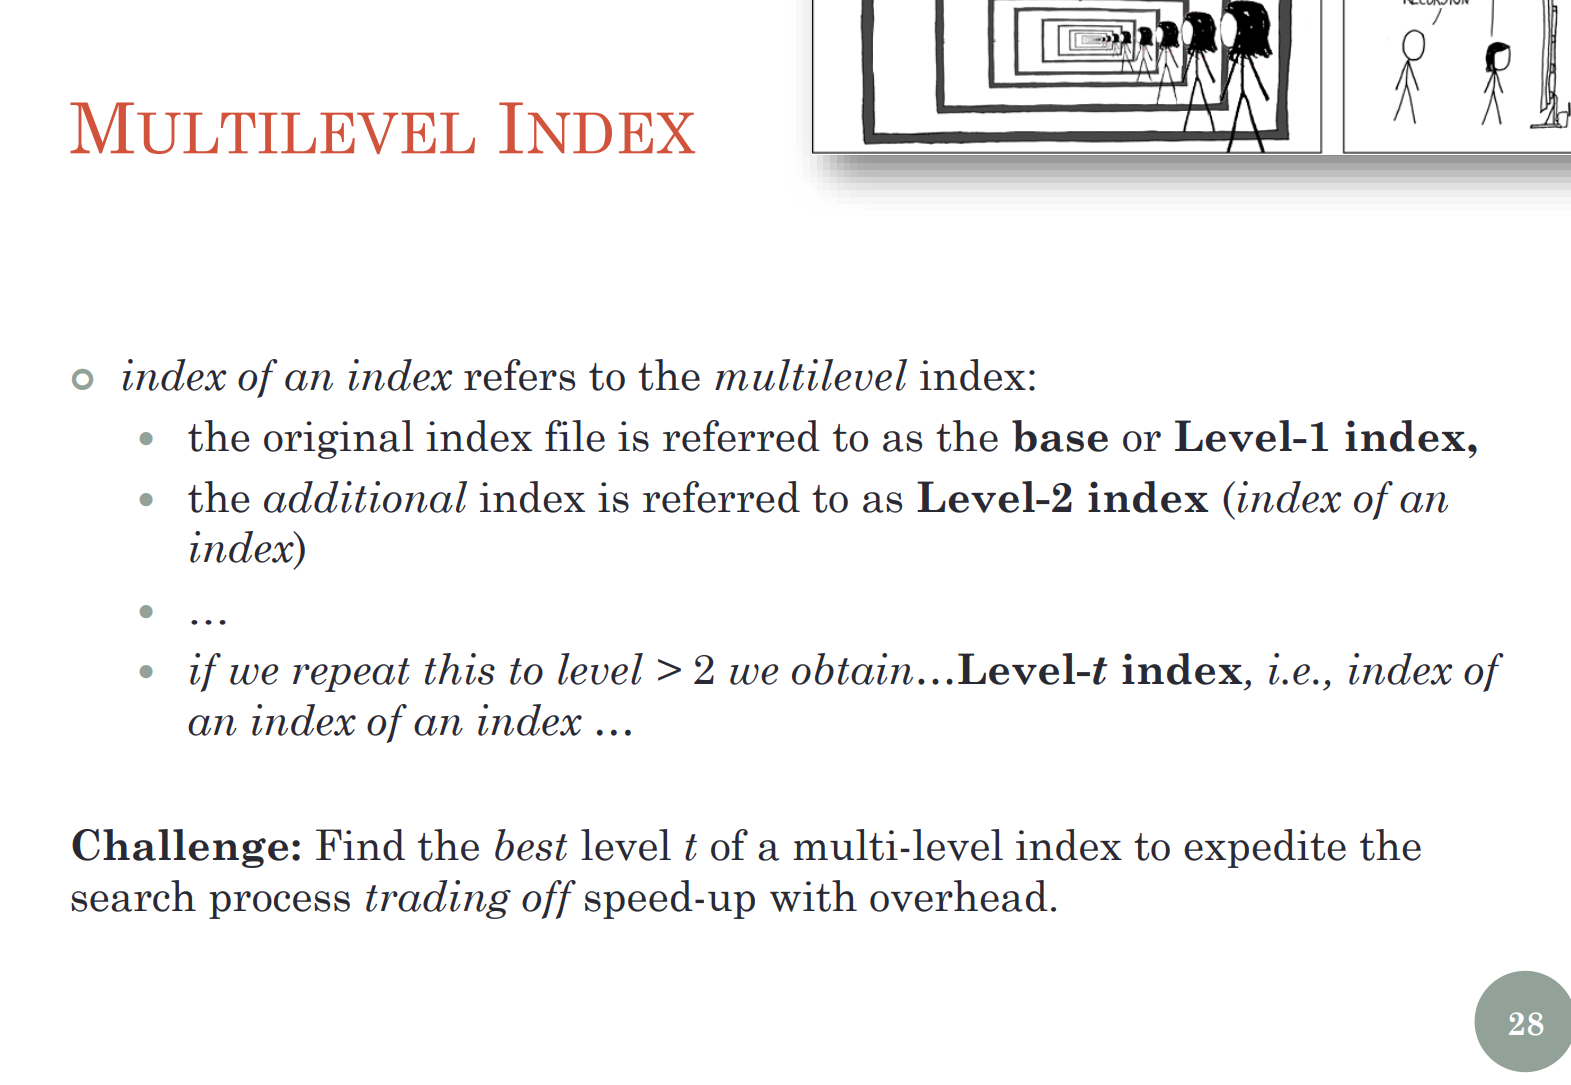 MULTILEVEL INDEX
index of an index refers to the multilevel index:
the original index file is referred to as the base or Level-1 index,
the additional index is referred to as Level-2 index (index of an
index)
…
if we repeat this to level > 2 we obtain…Level-t index, i.e., index of
an index of an index …
Challenge: Find the best level t of a multi-level index to expedite the
search process trading off speed-up with overhead.
28